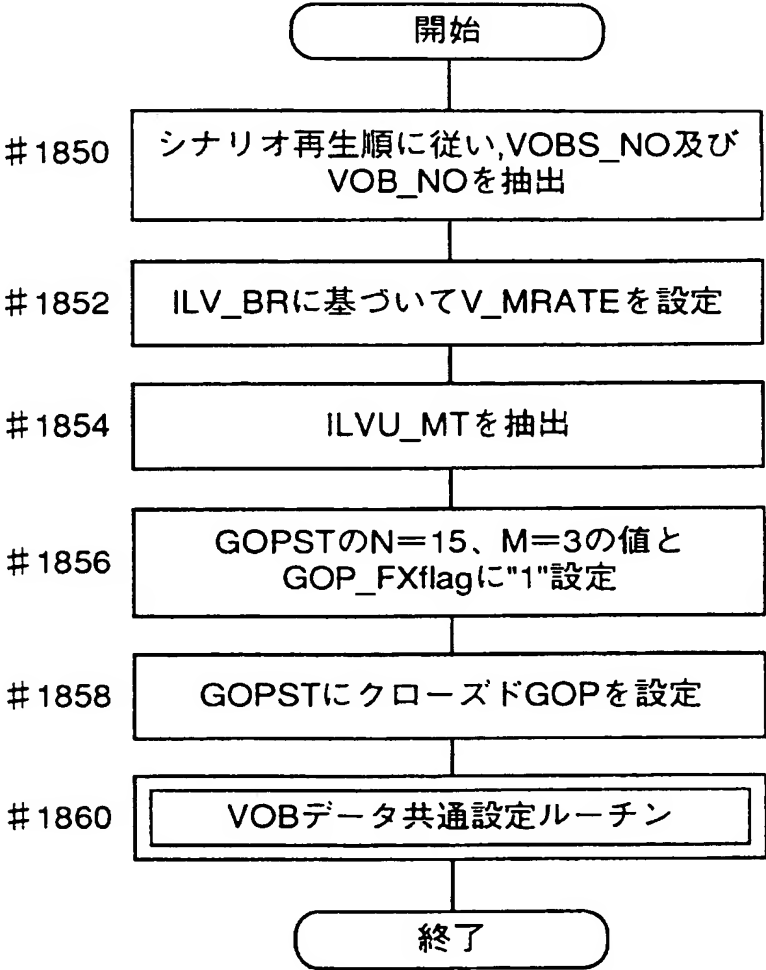 開始
#1850
シナリオ再生順に従い,VOBS_NO及び
VOB_NOを抽出
#1852
ILV_BRに基づいてV_MRATEを設定
#1854
ILVU_MTを抽出
#1856
GOPSTのN=15、M=3の値と
GOP_FXflagに"1"設定
#1858
GOPSTにクローズドGOPを設定
#1860
VOBデータ共通設定ルーチン
終了